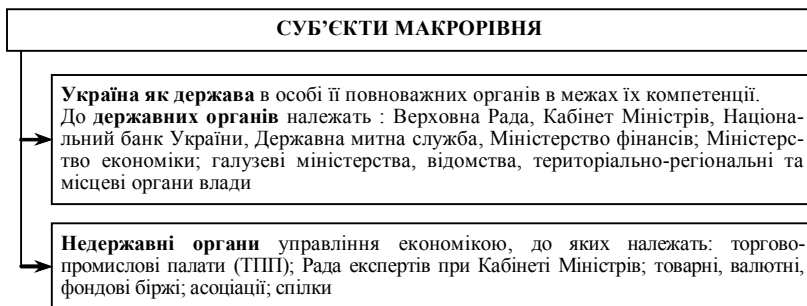 СУБ’ЄКТИ МАКРОРІВНЯ
Україна як держава в особі її повноважних органів в межах їх компетенції.
До державних органів належать : Верховна Рада, Кабінет Міністрів, Націона-
льний банк України, Державна митна служба, Міністерство фінансів; Міністерс-
тво економіки; галузеві міністерства, відомства, територіально-регіональні та
місцеві органи влади
Недержавні органи управління економікою, до яких належать: торгово-
промислові палати (ТПП); Рада експертів при Кабінеті Міністрів; товарні, валютні,
фондові біржі; асоціації; спілки